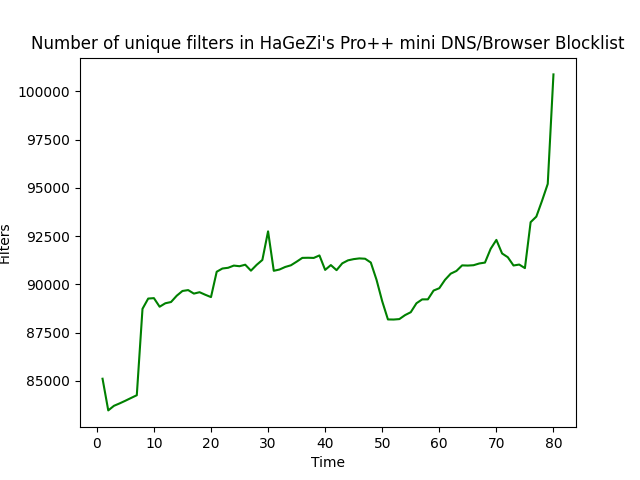 Number of unique filters in HaGeZi's Pro++ mini DNS/Browser Blocklist
100000
97500
95000
92500
90000
87500
85000
Filters
0 10 20 30 40 50 60 70 80
Time